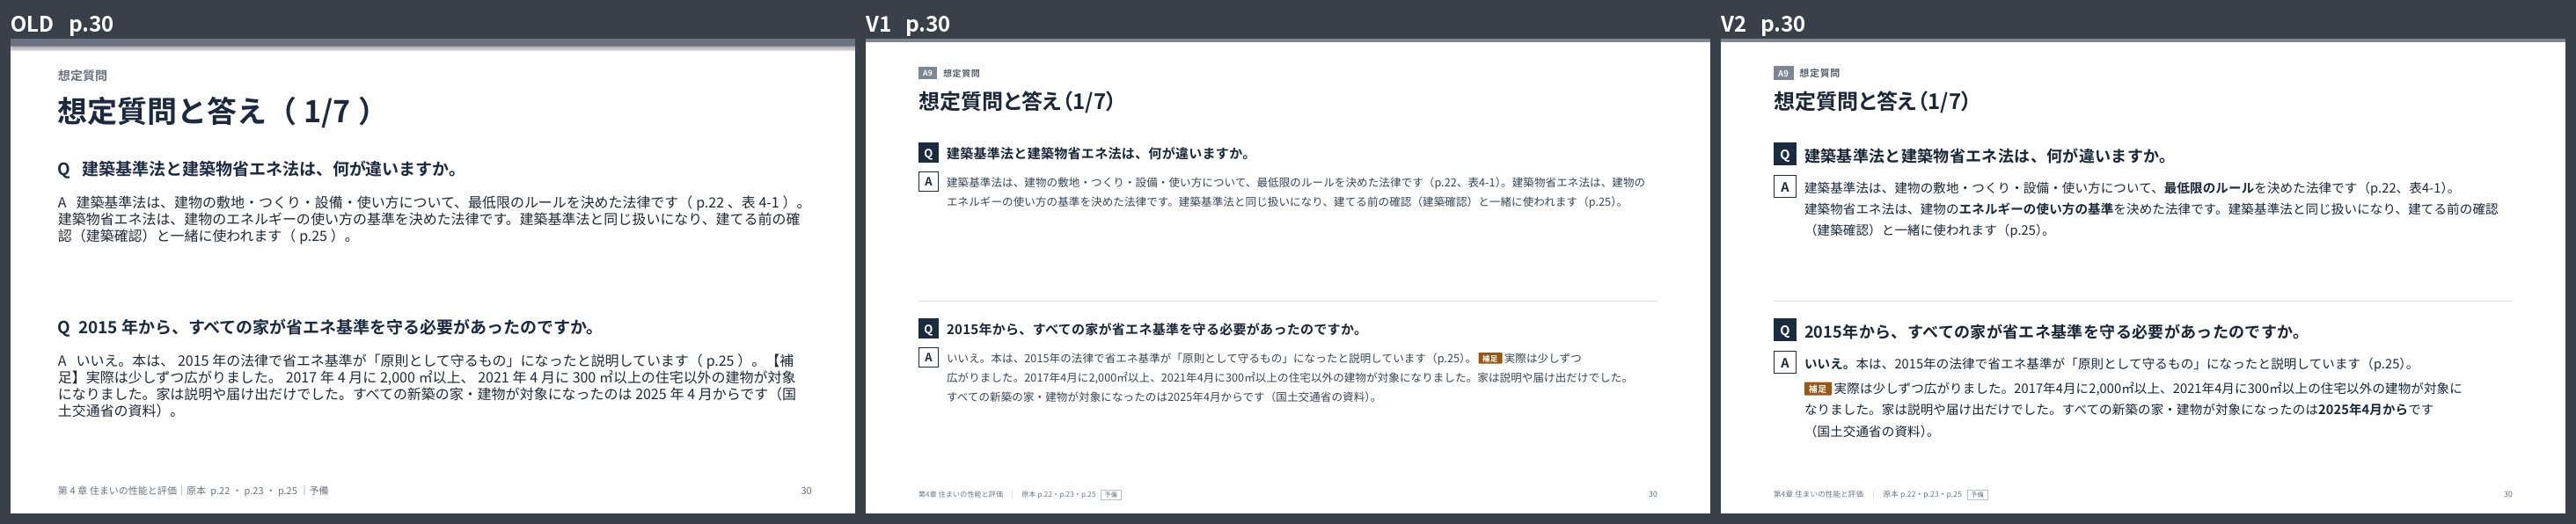 OLD p.30
想定質問
想定質問と答え（ 1/7 ）
Q 建築基準法と建築物省エネ法は、何が違いますか。
A 建築基準法は、建物の敷地・つくり・設備・使い方について、最低限のルールを決めた法律です（ p.22 、表 4-1 ）。
建築物省エネ法は、建物のエネルギーの使い方の基準を決めた法律です。建築基準法と同じ扱いになり、建てる前の確
認（建築確認）と一緒に使われます（ p.25 ）。
Q 2015 年から、すべての家が省エネ基準を守る必要があったのですか。
A いいえ。本は、 2015 年の法律で省エネ基準が「原則として守るもの」になったと説明しています（ p.25 ）。【補
足】実際は少しずつ広がりました。 2017 年 4 月に 2,000 ㎡以上、 2021 年 4 月に 300 ㎡以上の住宅以外の建物が対象
になりました。家は説明や届け出だけでした。すべての新築の家・建物が対象になったのは 2025 年 4 月からです（国
土交通省の資料）。
第 4 章 住まいの性能と評価｜原本 p.22 ・ p.23 ・ p.25 ｜予備
30
V1 p.30
A9 想定質問
想定質問と答え（1/7）
Q 建築基準法と建築物省エネ法は、何が違いますか。
A 建築基準法は、建物の敷地・つくり・設備・使い方について、最低限のルールを決めた法律です（p.22、表4-1）。建築物省エネ法は、建物の
エネルギーの使い方の基準を決めた法律です。建築基準法と同じ扱いになり、建てる前の確認（建築確認）と一緒に使われます（p.25）。
Q 2015年から、すべての家が省エネ基準を守る必要があったのですか。
A いいえ。本は、2015年の法律で省エネ基準が「原則として守るもの」になったと説明しています（p.25）。 補足 実際は少しずつ
広がりました。2017年4月に2,000㎡以上、2021年4月に300㎡以上の住宅以外の建物が対象になりました。家は説明や届け出だけでした。
すべての新築の家・建物が対象になったのは2025年4月からです（国土交通省の資料）。
第4章 住まいの性能と評価 ｜ 原本 p.22・p.23・p.25 予備
30
V2 p.30
A9 想定質問
想定質問と答え（1/7）
Q 建築基準法と建築物省エネ法は、何が違いますか。
A 建築基準法は、建物の敷地・つくり・設備・使い方について、最低限のルールを決めた法律です（p.22、表4-1）。
建築物省エネ法は、建物のエネルギーの使い方の基準を決めた法律です。建築基準法と同じ扱いになり、建てる前の確認
（建築確認）と一緒に使われます（p.25）。
Q 2015年から、すべての家が省エネ基準を守る必要があったのですか。
A いいえ。本は、2015年の法律で省エネ基準が「原則として守るもの」になったと説明しています（p.25）。
補足 実際は少しずつ広がりました。2017年4月に2,000㎡以上、2021年4月に300㎡以上の住宅以外の建物が対象に
なりました。家は説明や届け出だけでした。すべての新築の家・建物が対象になったのは2025年4月からです
（国土交通省の資料）。
第4章 住まいの性能と評価 ｜ 原本 p.22・p.23・p.25 予備
30